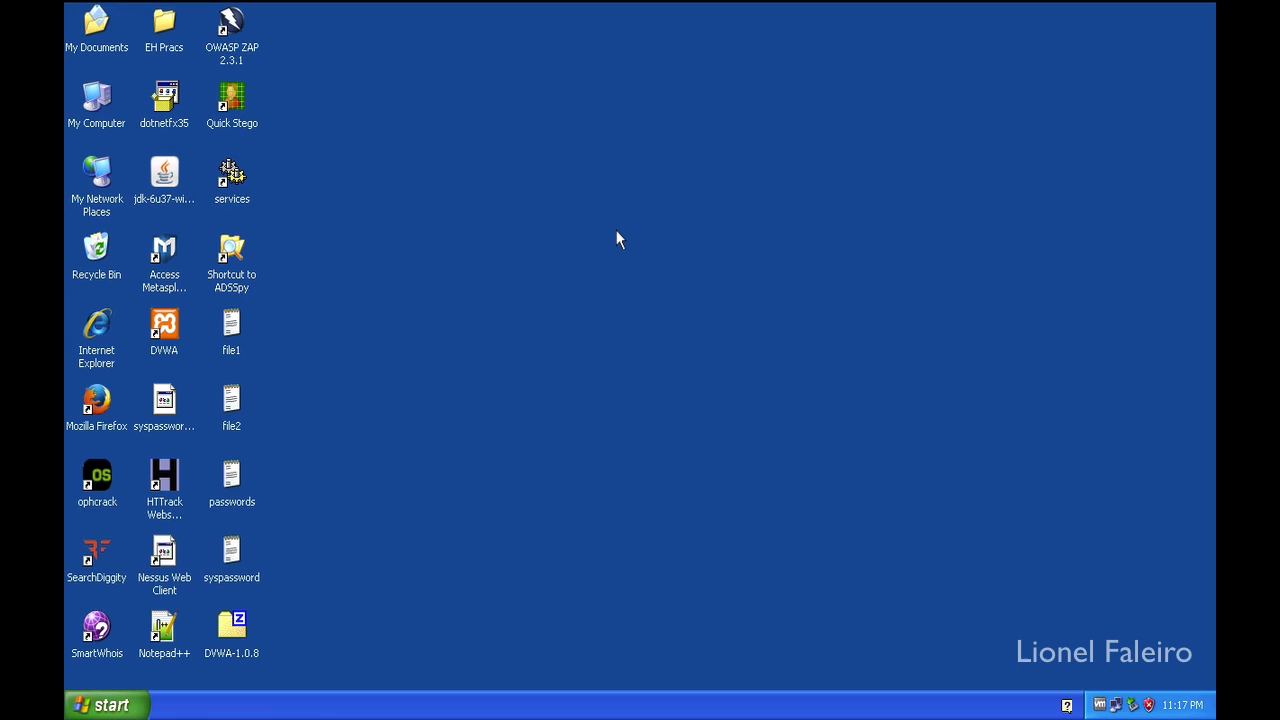 My Documents
EH Pracs
OWASP ZAP
2.3.1
My Computer
dotnetfx35
Quick Stego
My Network
Places
jdk-6u37-wi...
services
Recycle Bin
Access
Metaspl...
Shortcut to
ADSSpy
Internet
Explorer
DVWA
file1
Mozilla Firefox
syspasswor...
file2
OS
ophcrack
HTTrack
Webs...
passwords
SearchDiggity
Nessus Web
Client
syspassword
SmartWhois
Notepad++
DVWA-1.0.8
Lionel Faleiro
start
11:17 PM